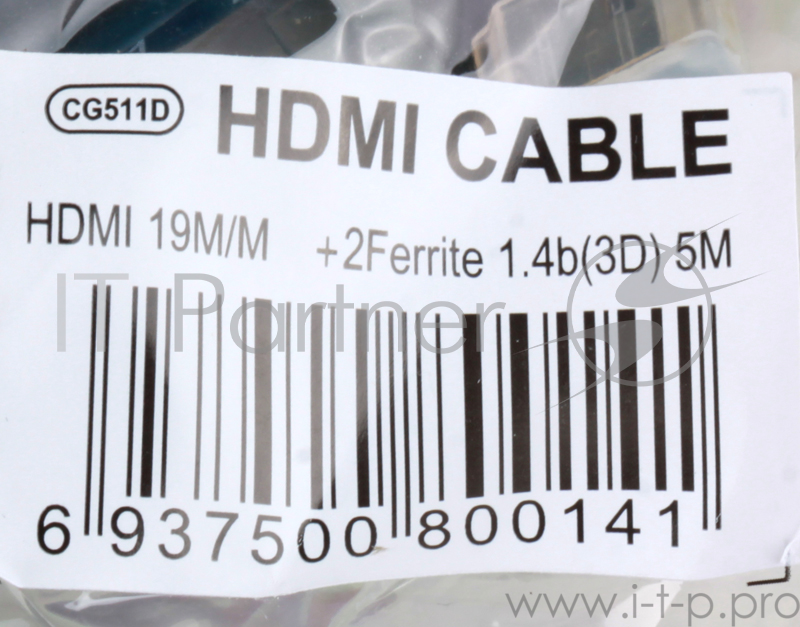 CG511D HDMI CABLE
HDMI 19M/M +2Ferrite 1.4b(3D) 5M
IT Partner
6 937500 800141
www.i-t-p.pro